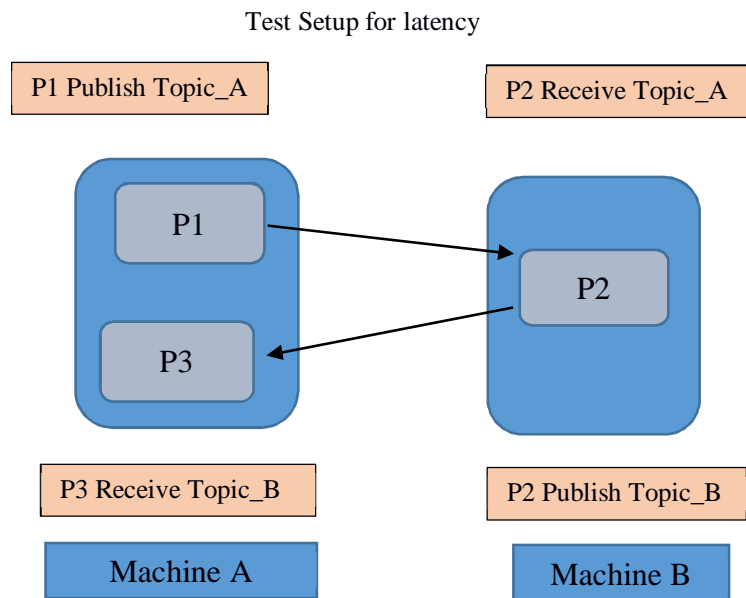 Test Setup for latency
P1 Publish Topic_A
P2 Receive Topic_A
P1
P2
P3
P3 Receive Topic_B
P2 Publish Topic_B
Machine A
Machine B